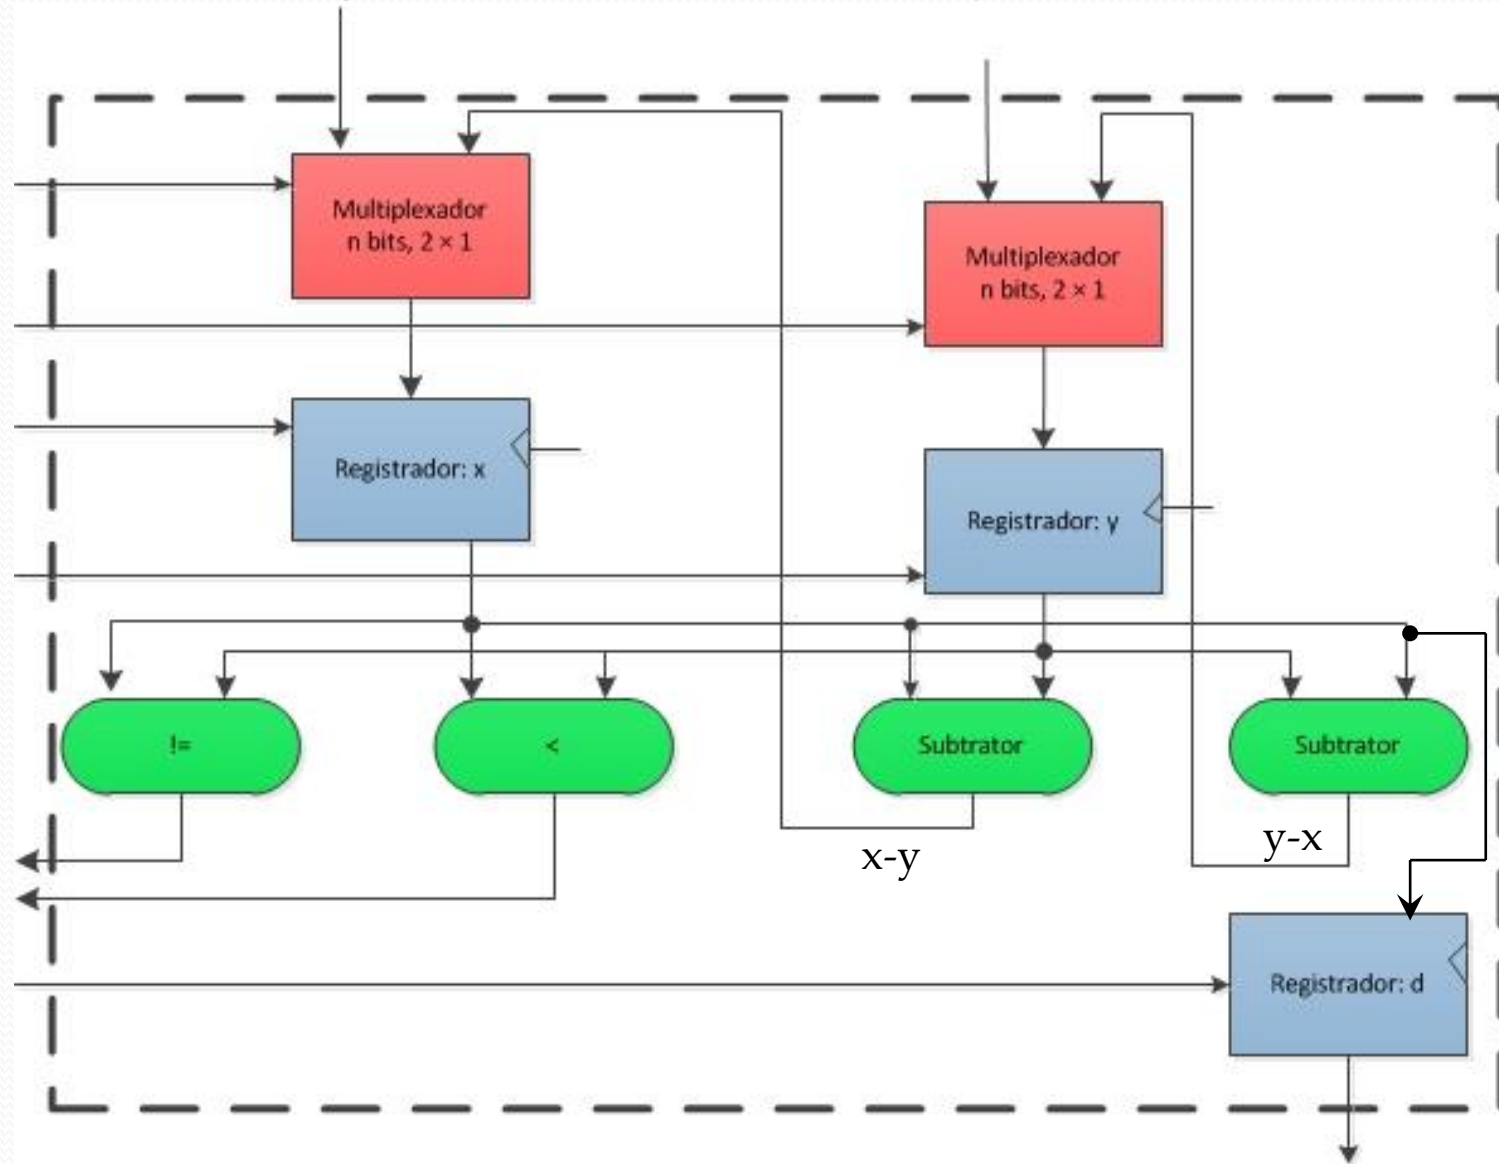 Multiplexador
n bits, 2 × 1
Multiplexador
n bits, 2 × 1
Registrador: x
Registrador: y
!=
<
Subtrator
Subtrator
x-y
y-x
Registrador: d